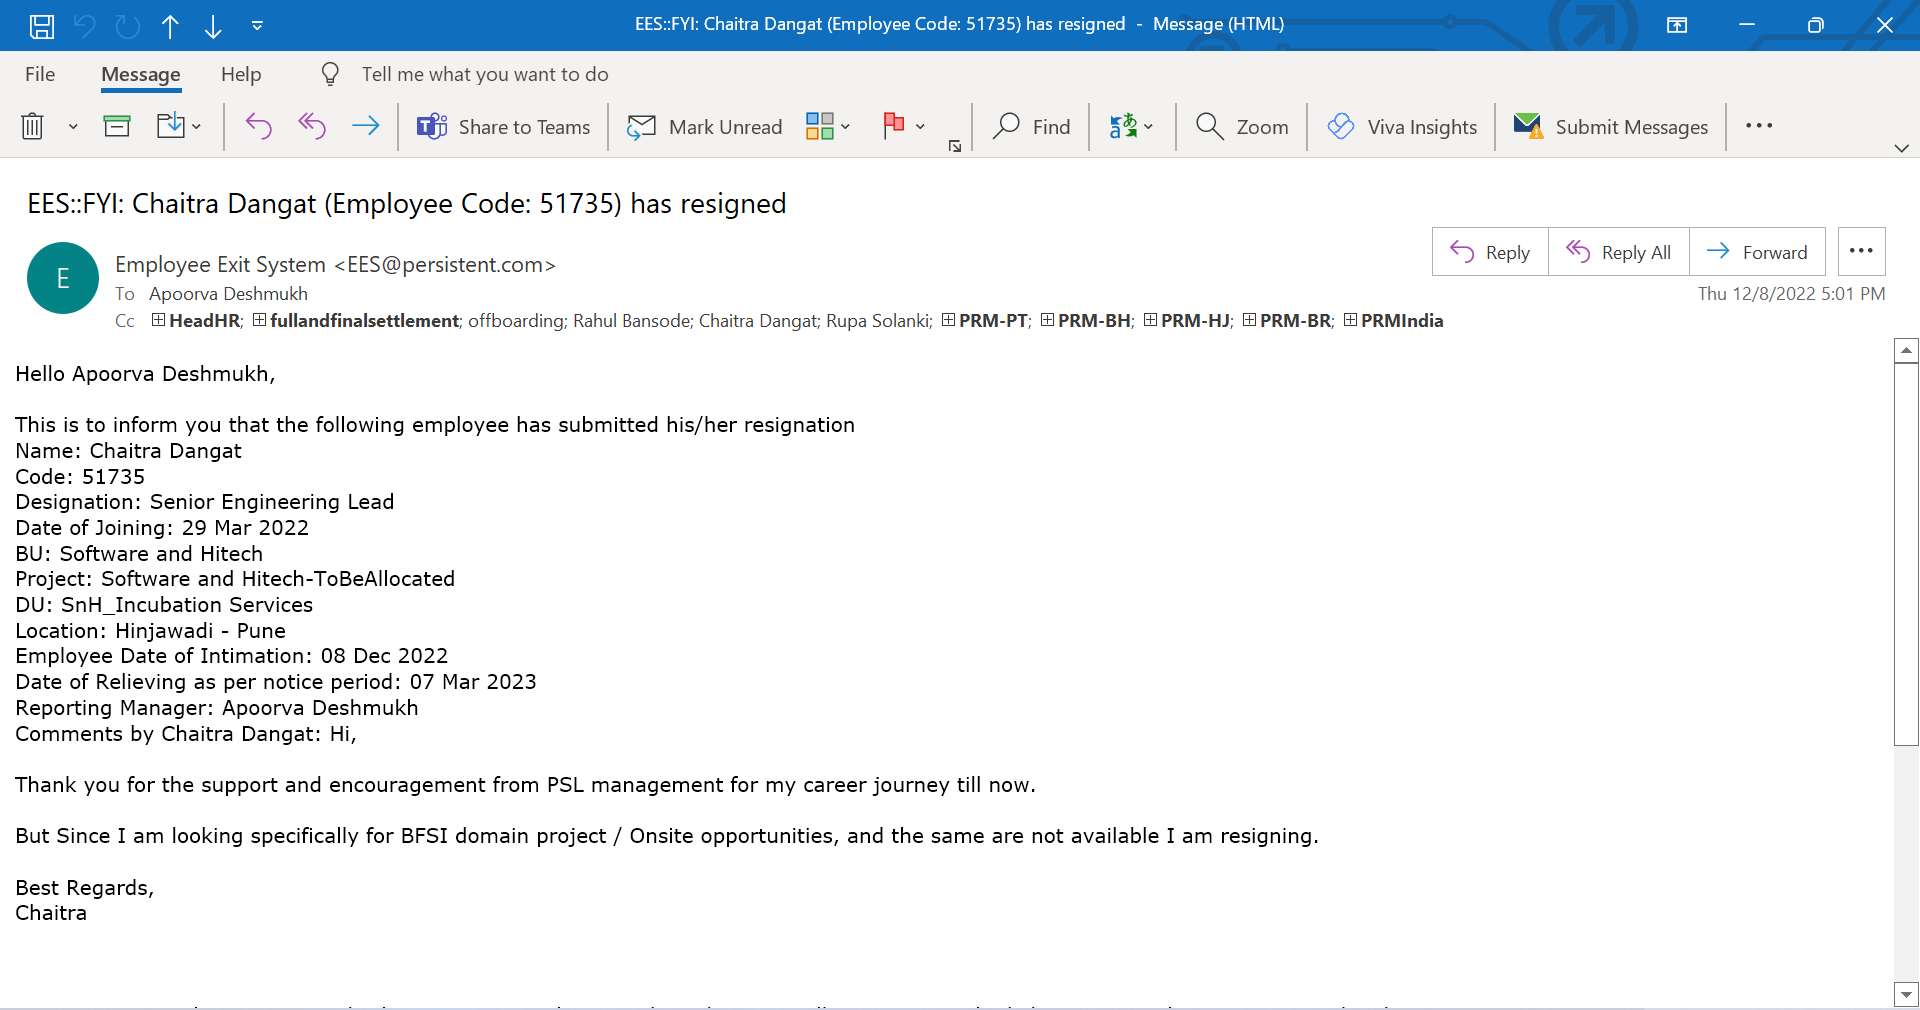 EES::FYI: Chaitra Dangat (Employee Code: 51735) has resigned - Message (HTML)
File Message Help Tell me what you want to do
Share to Teams Mark Unread Find Zoom Viva Insights Submit Messages
EES::FYI: Chaitra Dangat (Employee Code: 51735) has resigned
E
Employee Exit System <EES@persistent.com>
Reply Reply All Forward
To Apoorva Deshmukh
Thu 12/8/2022 5:01 PM
Cc HeadHR; fullandfinalsettlement; offboarding; Rahul Bansode; Chaitra Dangat; Rupa Solanki; PRM-PT; PRM-BH; PRM-HJ; PRM-BR; PRMIndia
Hello Apoorva Deshmukh,
This is to inform you that the following employee has submitted his/her resignation
Name: Chaitra Dangat
Code: 51735
Designation: Senior Engineering Lead
Date of Joining: 29 Mar 2022
BU: Software and Hitech
Project: Software and Hitech-ToBeAllocated
DU: SnH_Incubation Services
Location: Hinjawadi - Pune
Employee Date of Intimation: 08 Dec 2022
Date of Relieving as per notice period: 07 Mar 2023
Reporting Manager: Apoorva Deshmukh
Comments by Chaitra Dangat: Hi,
Thank you for the support and encouragement from PSL management for my career journey till now.
But Since I am looking specifically for BFSI domain project / Onsite opportunities, and the same are not available I am resigning.
Best Regards,
Chaitra